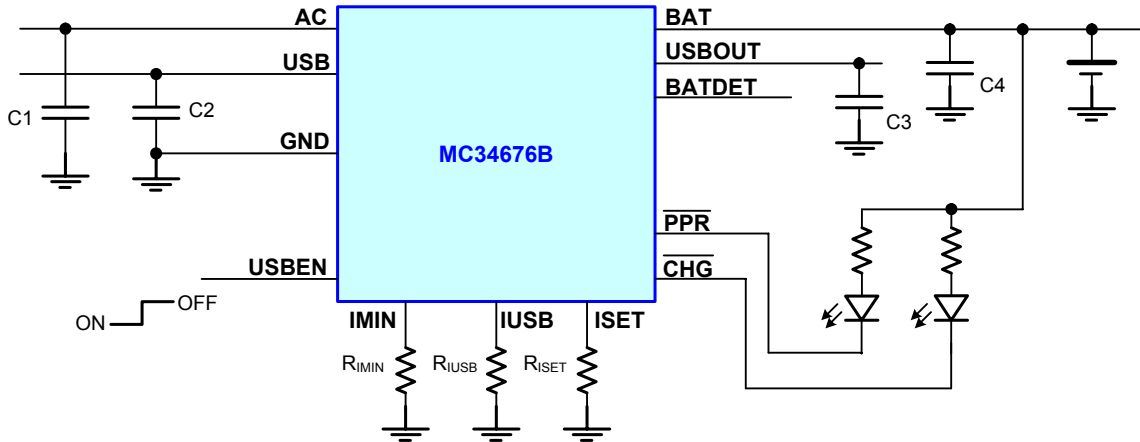 AC
BAT
USB
USBOUT
BATDET
C1
C2
C3
C4
GND
MC34676B
PPR
CHG
USBEN
ON
OFF
IMIN
IUSB
ISET
RIMIN
RIUSB
RISET